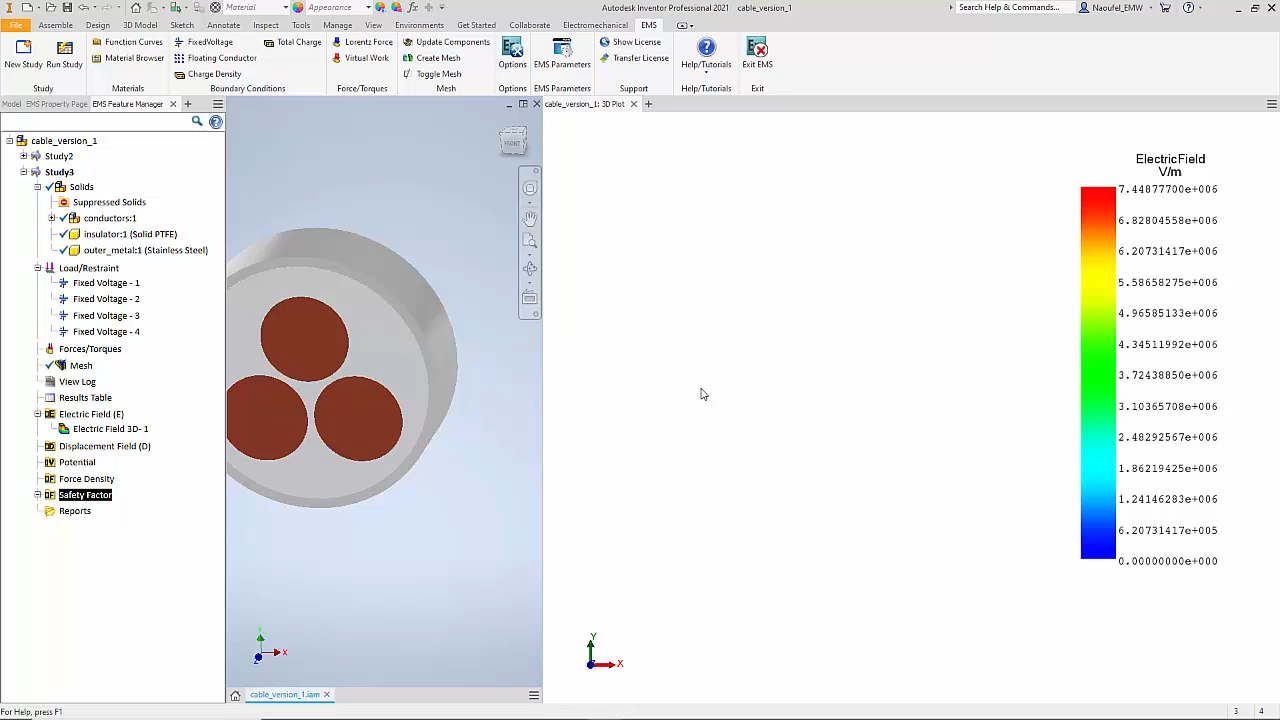 Material
Appearance
Autodesk Inventor Professional 2021 cable_version_1
Search Help & Commands...
Naoufel_EMW
File Assembly Design 3D Model Sketch Annotate Inspect Tools Manage View Environments Get Started Collaborate Electromechanical EMS
New Study
Run Study
Study
Function Curves
Material Browser
Materials
FixedVoltage
Total Charge
Floating Conductor
Charge Density
Boundary Conditions
Lorentz Force
Virtual Work
Force/Torques
Update Components
Create Mesh
Toggle Mesh
Mesh
Options
Options
EMS Parameters
EMS Parameters
Show License
Transfer License
Support
Help/Tutorials
Help/Tutorials
Exit EMS
Exit
Model EMS Property Page EMS Feature Manager
cable_version_1: 3D Plot
cable_version_1
Study2
Study3
Solids
Suppressed Solids
conductors:1
insulator:1 (Solid PTFE)
outer_metal:1 (Stainless Steel)
Load/Restraint
Fixed Voltage - 1
Fixed Voltage - 2
Fixed Voltage - 3
Fixed Voltage - 4
Forces/Torques
Mesh
View Log
Results Table
Electric Field (E)
Electric Field 3D- 1
Displacement Field (D)
Potential
Force Density
Safety Factor
Reports
FRONT
Y
X
Z
cable_version_1.iam
ElectricField
V/m
7.44877700e+006
6.82804558e+006
6.20731417e+006
5.58658275e+006
4.96585133e+006
4.34511992e+006
3.72438850e+006
3.10365708e+006
2.48292567e+006
1.86219425e+006
1.24146283e+006
6.20731417e+005
0.00000000e+000
Y
X
For Help, press F1
3 4